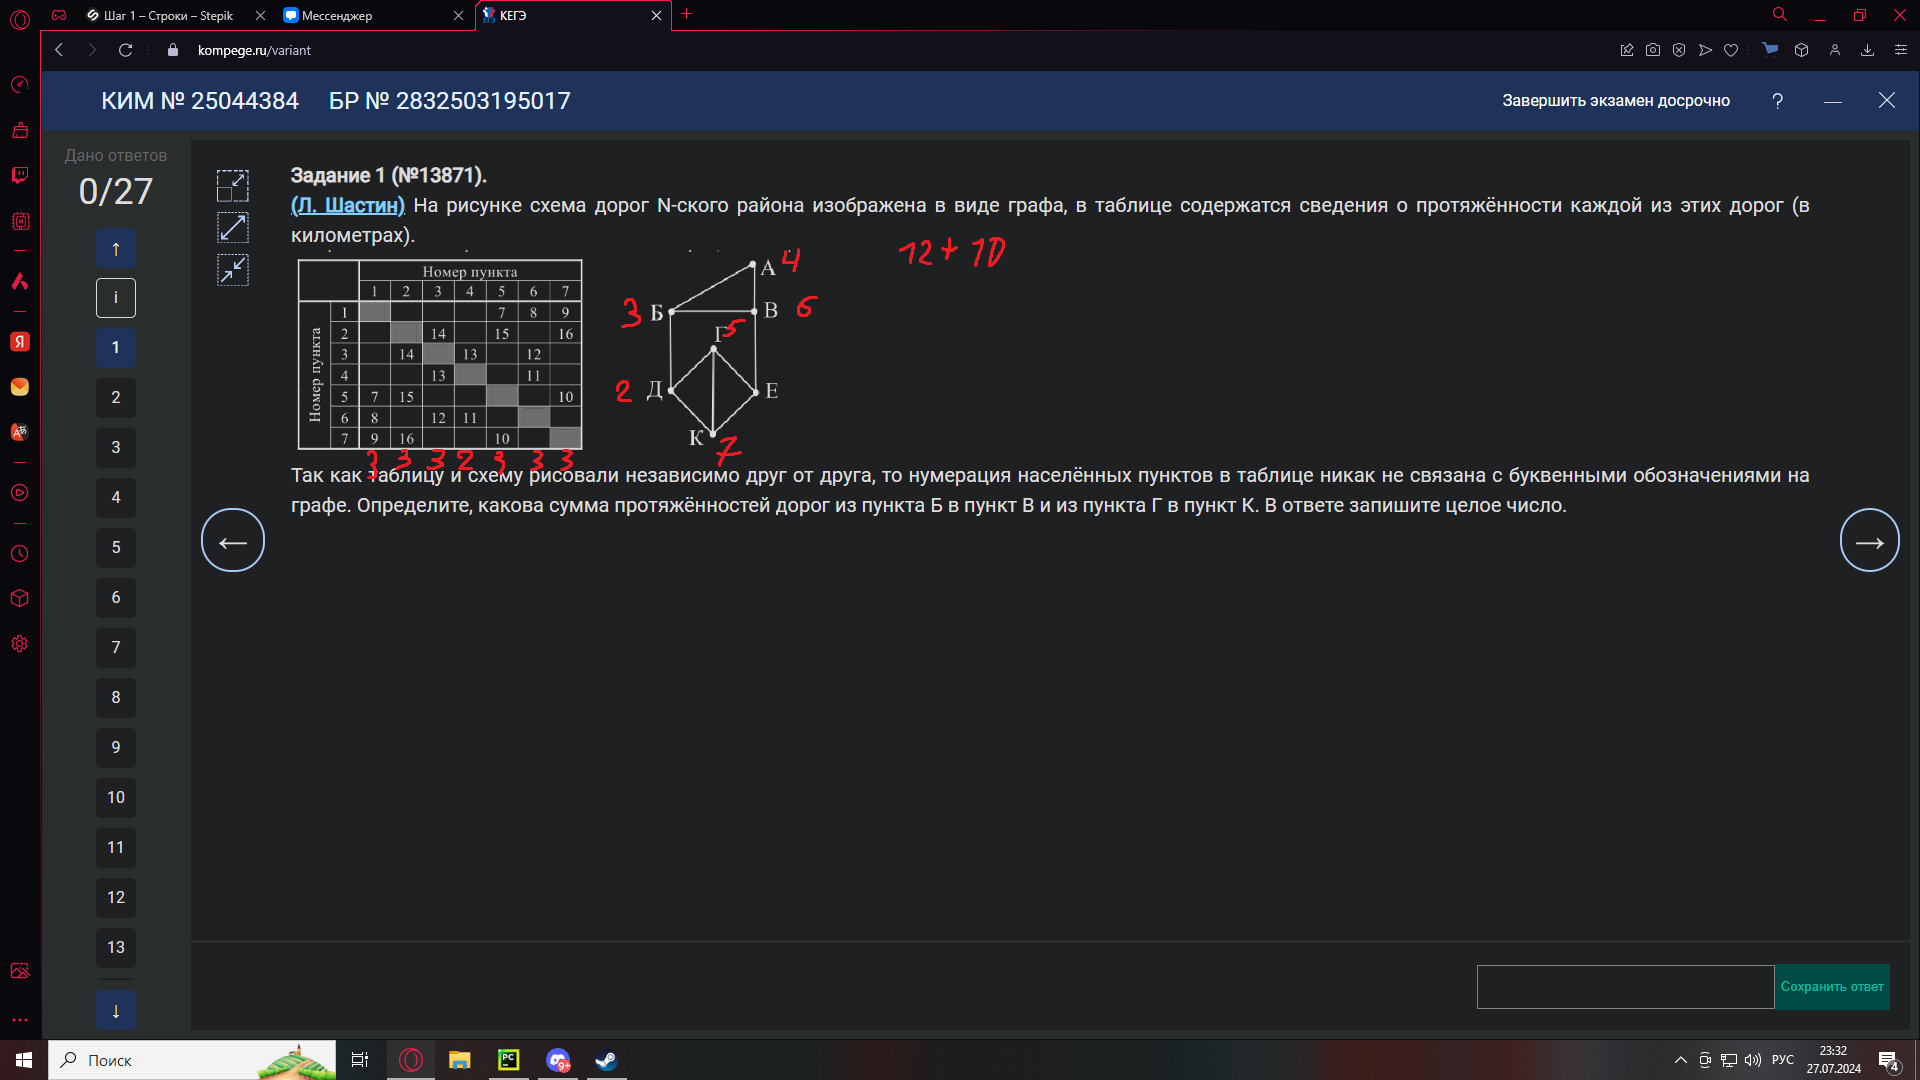 Шаг 1 – Строки – Stepik
Мессенджер
КЕГЭ
kompege.ru/variant
КИМ № 25044384 БР № 2832503195017
Завершить экзамен досрочно ?
Дано ответов
0/27
↑
i
1
2
3
4
5
6
7
8
9
10
11
12
13
↓
Задание 1 (№13871).
(Л. Шастин) На рисунке схема дорог N-ского района изображена в виде графа, в таблице содержатся сведения о протяжённости каждой из этих дорог (в
километрах).
12 + 10
Номер пункта
1 2 3 4 5 6 7
Номер пункта
1 7 8 9
2 14 15 16
3 14 13 12
4 13 11
5 7 15 10
6 8 12 11
7 9 16 10
3 3 3 2 3 3 3
А 4
3 Б В 6
Г 5
2 Д Е
К 7
Так как таблицу и схему рисовали независимо друг от друга, то нумерация населённых пунктов в таблице никак не связана с буквенными обозначениями на
графе. Определите, какова сумма протяжённостей дорог из пункта Б в пункт В и из пункта Г в пункт К. В ответе запишите целое число.
← →
Сохранить ответ
Поиск
PC
9+
РУС
23:32
27.07.2024
4